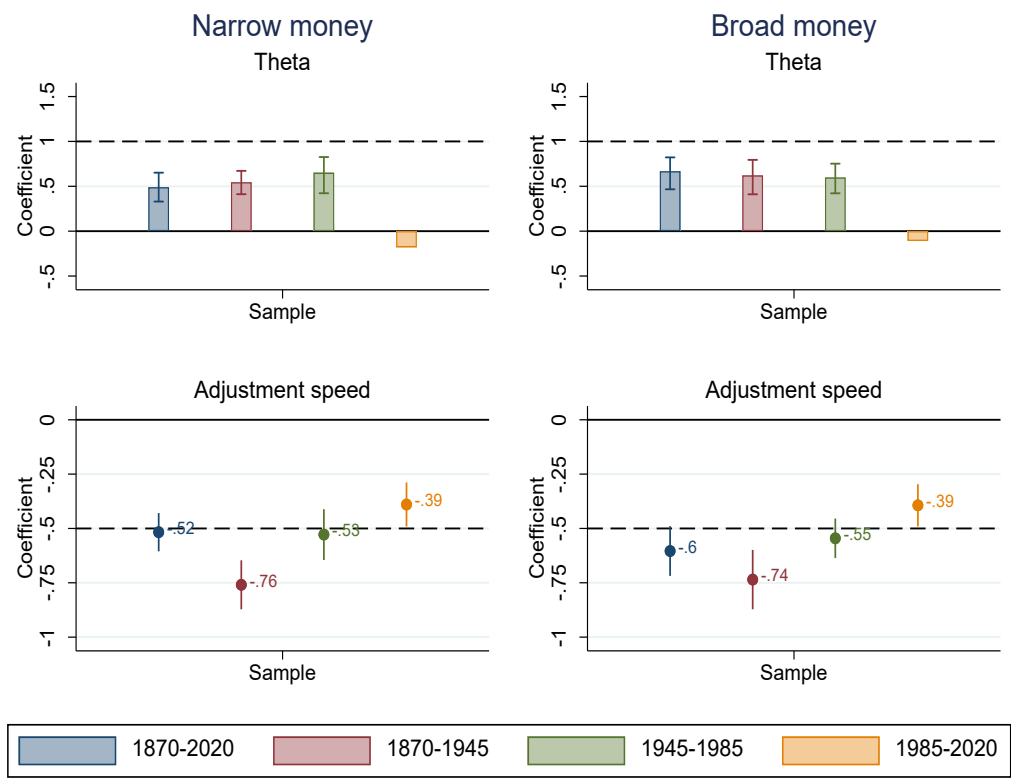 Narrow money
Theta
1.5
1
.5
0
-.5
Coefficient
Sample
Broad money
Theta
1.5
1
.5
0
-.5
Coefficient
Sample
Adjustment speed
0
-.25
-.5
-.75
-1
Coefficient
-.52
-.76
-.53
-.39
Sample
Adjustment speed
0
-.25
-.5
-.75
-1
Coefficient
-.6
-.74
-.55
-.39
Sample
1870-2020 1870-1945 1945-1985 1985-2020